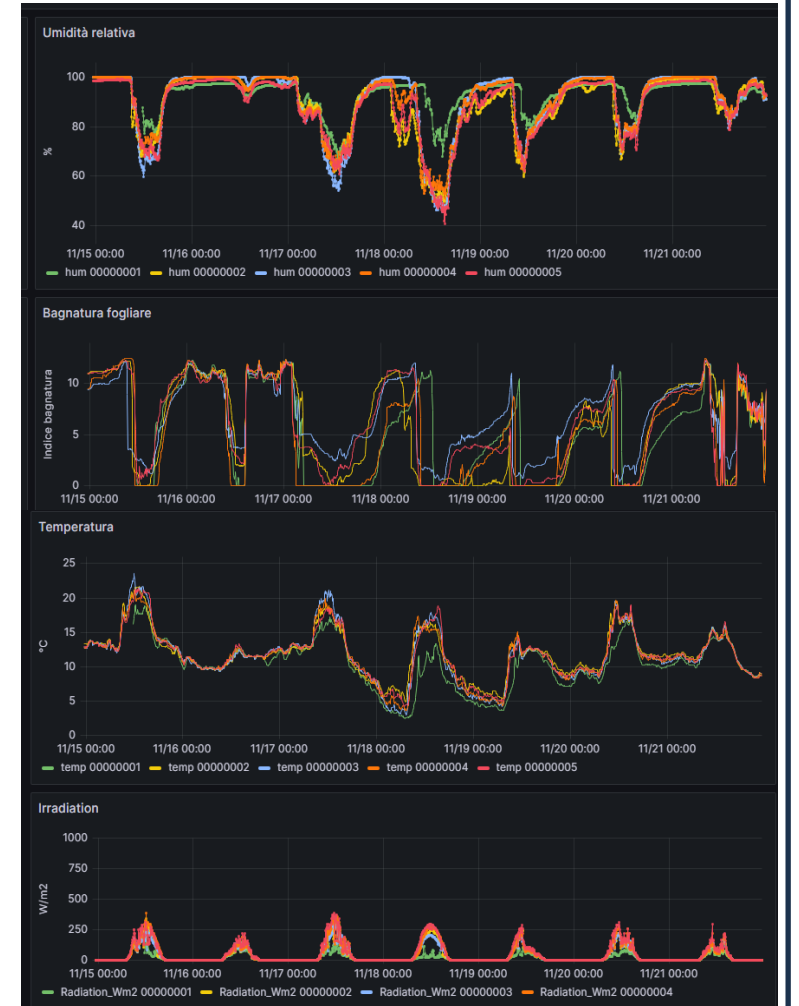 Umidità relativa
100
80
60
40
%
11/15 00:00 11/16 00:00 11/17 00:00 11/18 00:00 11/19 00:00 11/20 00:00 11/21 00:00
hum 00000001 hum 00000002 hum 00000003 hum 00000004 hum 00000005
Bagnatura fogliare
10
5
0
Indice bagnatura
11/15 00:00 11/16 00:00 11/17 00:00 11/18 00:00 11/19 00:00 11/20 00:00 11/21 00:00
Temperatura
25
20
15
10
5
0
°C
11/15 00:00 11/16 00:00 11/17 00:00 11/18 00:00 11/19 00:00 11/20 00:00 11/21 00:00
temp 00000001 temp 00000002 temp 00000003 temp 00000004 temp 00000005
Irradiation
1000
750
500
250
0
W/m2
11/15 00:00 11/16 00:00 11/17 00:00 11/18 00:00 11/19 00:00 11/20 00:00 11/21 00:00
Radiation_Wm2 00000001 Radiation_Wm2 00000002 Radiation_Wm2 00000003 Radiation_Wm2 00000004